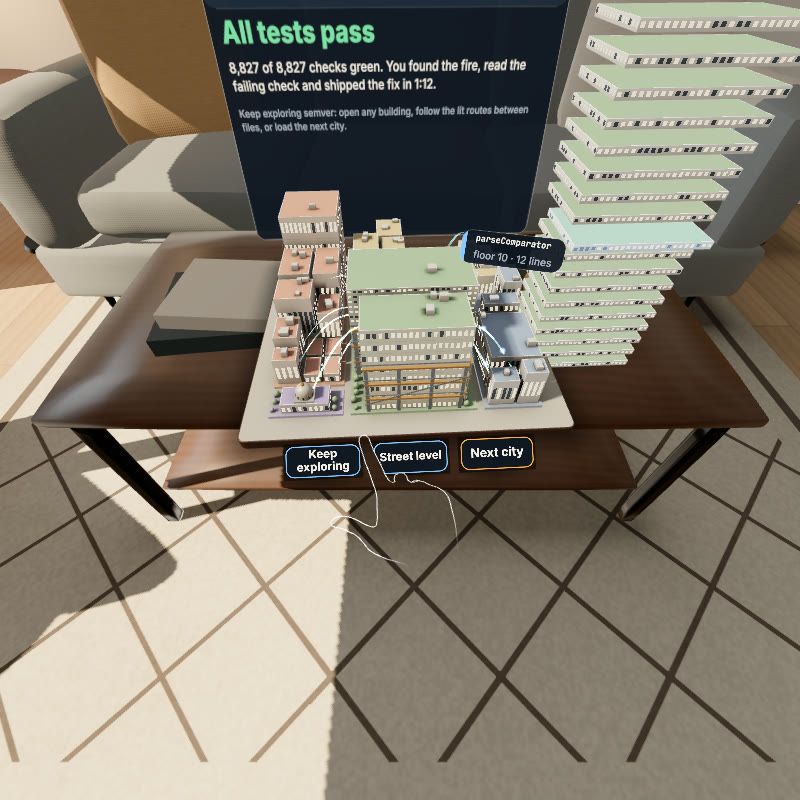 All tests pass
8,827 of 8,827 checks green. You found the fire, read the
failing check and shipped the fix in 1:12.
Keep exploring semver: open any building, follow the lit routes between
files, or load the next city.
parseComparator
floor 10 · 12 lines
Keep
exploring
Street level
Next city